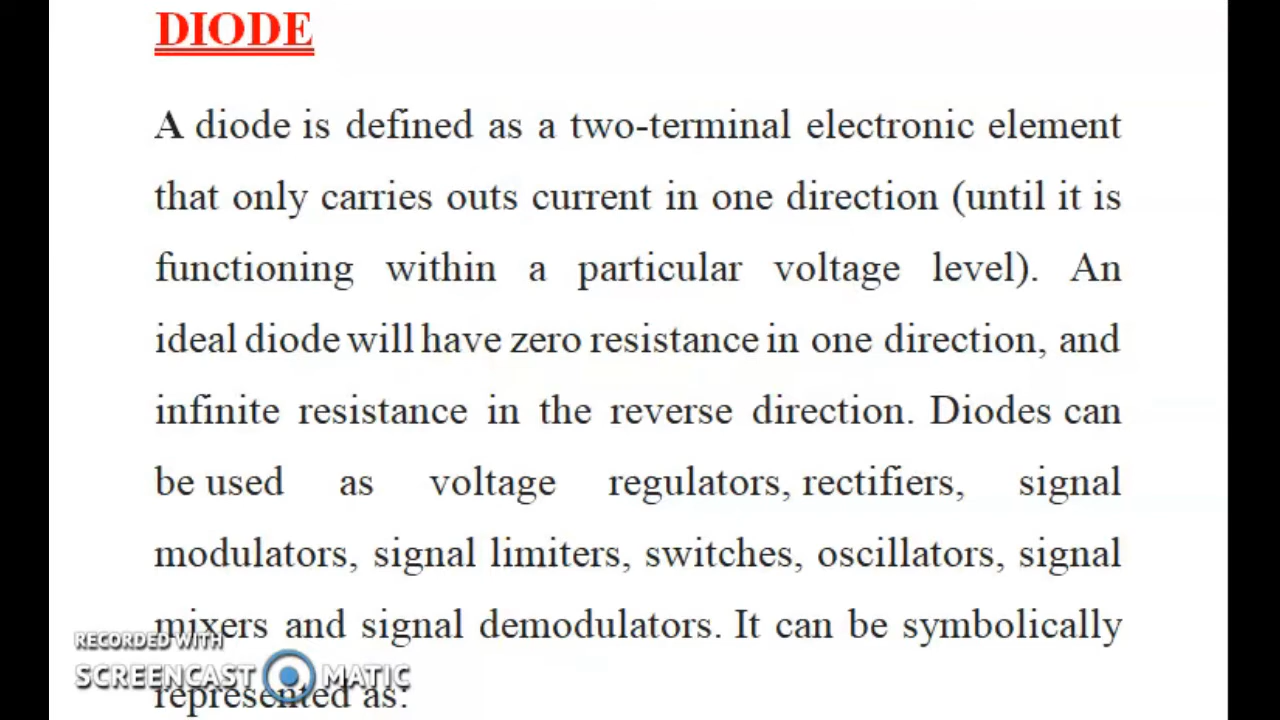 DIODE
A diode is defined as a two-terminal electronic element
that only carries outs current in one direction (until it is
functioning within a particular voltage level). An
ideal diode will have zero resistance in one direction, and
infinite resistance in the reverse direction. Diodes can
be used as voltage regulators, rectifiers, signal
modulators, signal limiters, switches, oscillators, signal
mixers and signal demodulators. It can be symbolically
represented as:
RECORDED WITH
SCREENCAST MATIC